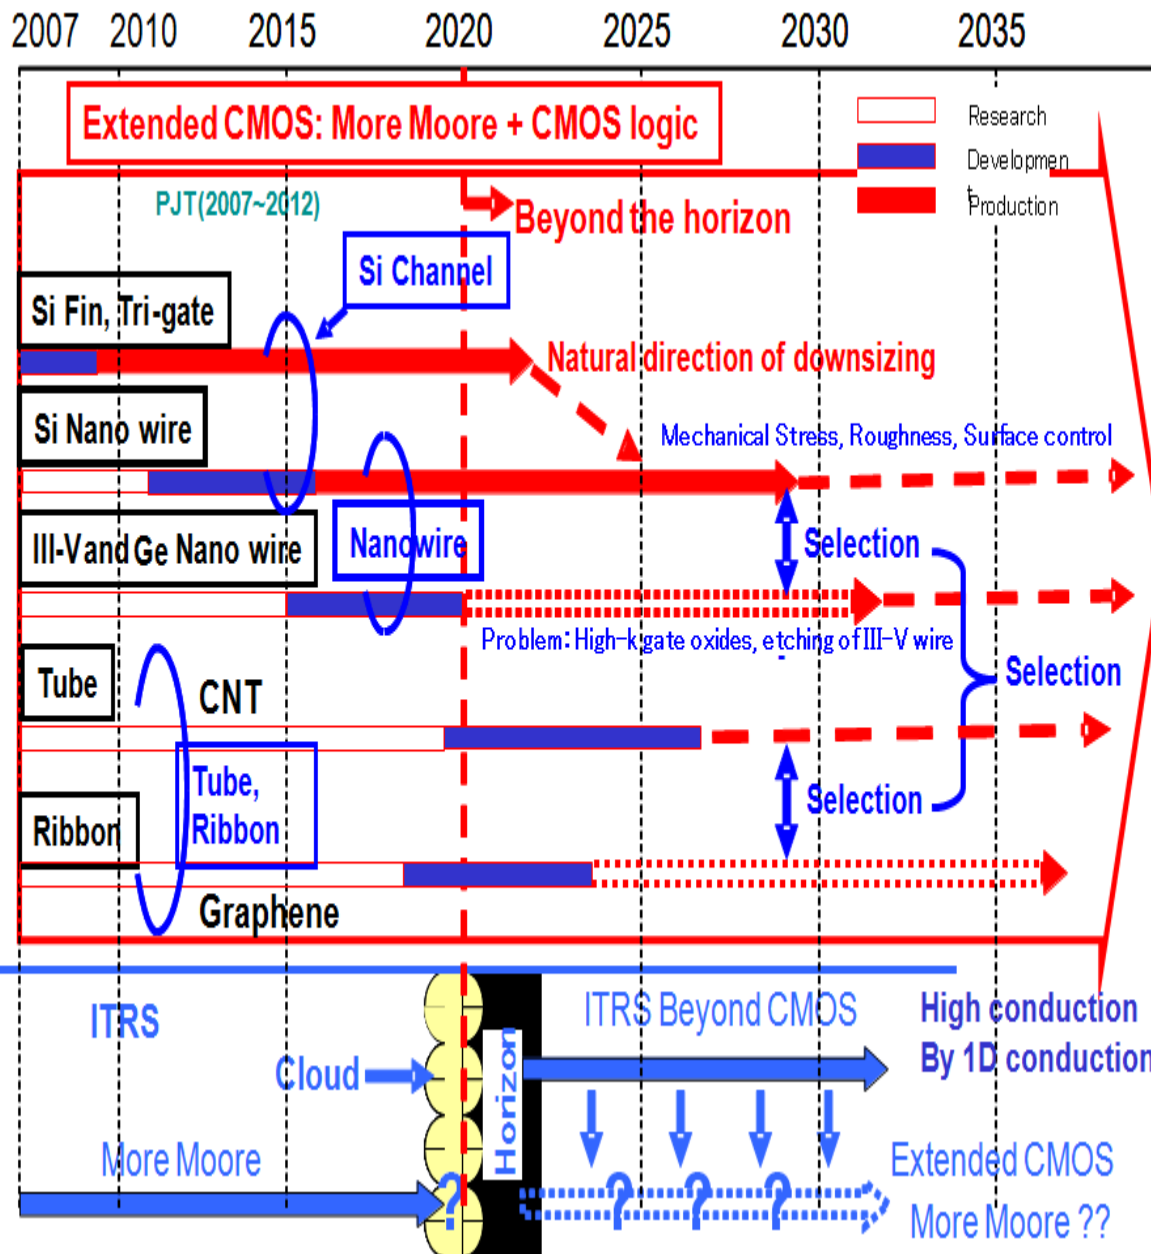 2007 2010 2015 2020 2025 2030 2035
Extended CMOS: More Moore + CMOS logic
Research
Developmen
t
Production
PJT(2007~2012)
Beyond the horizon
Si Channel
Si Fin, Tri-gate
Natural direction of downsizing
Si Nano wire
Mechanical Stress, Roughness, Surface control
III-V and Ge Nano wire
Nanowire
Selection
Problem: High-k gate oxides, etching of III-V wire
Tube
CNT
Selection
Tube,
Ribbon
Selection
Ribbon
Graphene
ITRS
ITRS Beyond CMOS
High conduction
By 1D conduction
Cloud
Horizon
More Moore
?
? ? ?
Extended CMOS
More Moore ??